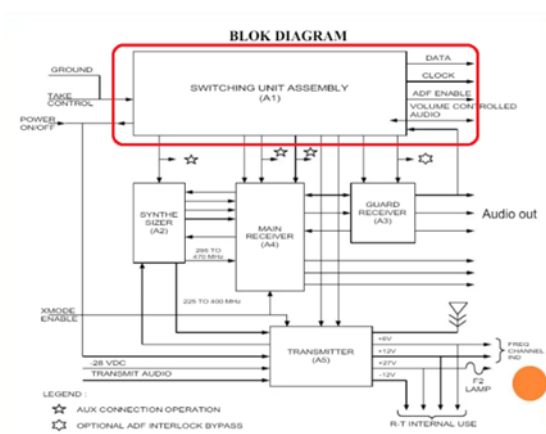 BLOK DIAGRAM
GROUND
TAKE
CONTROL
POWER
ON/OFF
SWITCHING UNIT ASSEMBLY
(A1)
DATA
CLOCK
ADF ENABLE
VOLUME CONTROLLED
AUDIO
SYNTHE
SIZER
(A2)
MAIN
RECEIVER
(A4)
GUARD
RECEIVER
(A3)
Audio out
295 TO
470 MHz
225 TO 400 MHz
XMODE
ENABLE
-28 VDC
TRANSMIT AUDIO
TRANSMITTER
(A5)
+6V
+12V
+37V
-12V
FREQ
CHANNEL
IND
F2
LAMP
R-T INTERNAL USE
LEGEND :
AUX CONNECTION OPERATION
OPTIONAL ADF INTERLOCK BYPASS